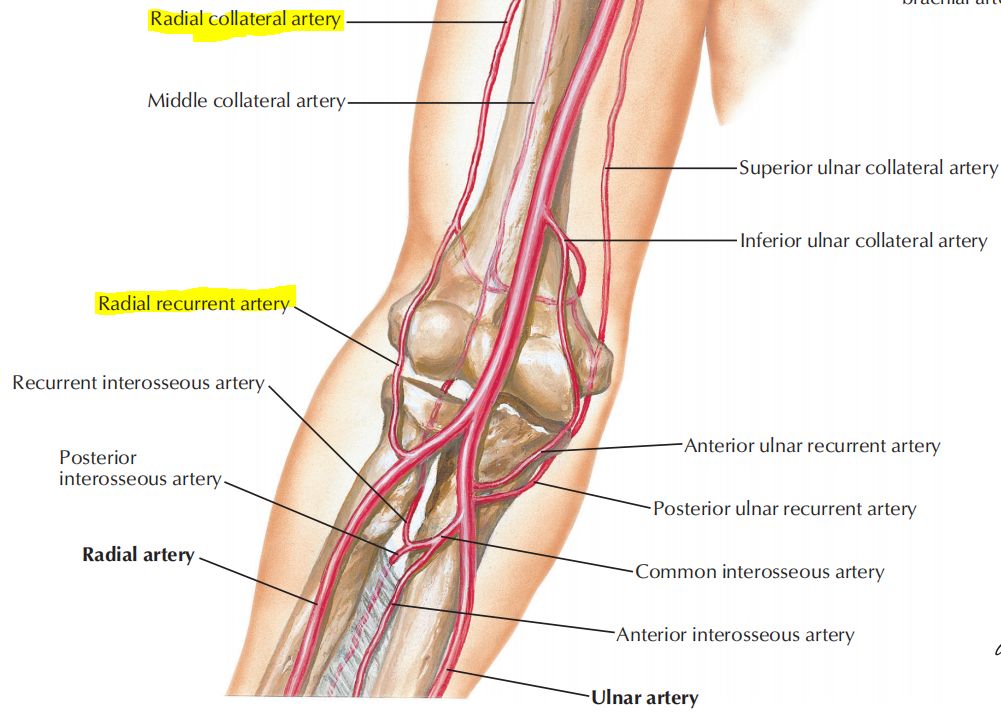 brachial
Radial collateral artery
Middle collateral artery
Superior ulnar collateral artery
Inferior ulnar collateral artery
Radial recurrent artery
Recurrent interosseous artery
Anterior ulnar recurrent artery
Posterior
interosseous artery
Posterior ulnar recurrent artery
Radial artery
Common interosseous artery
Anterior interosseous artery
Ulnar artery